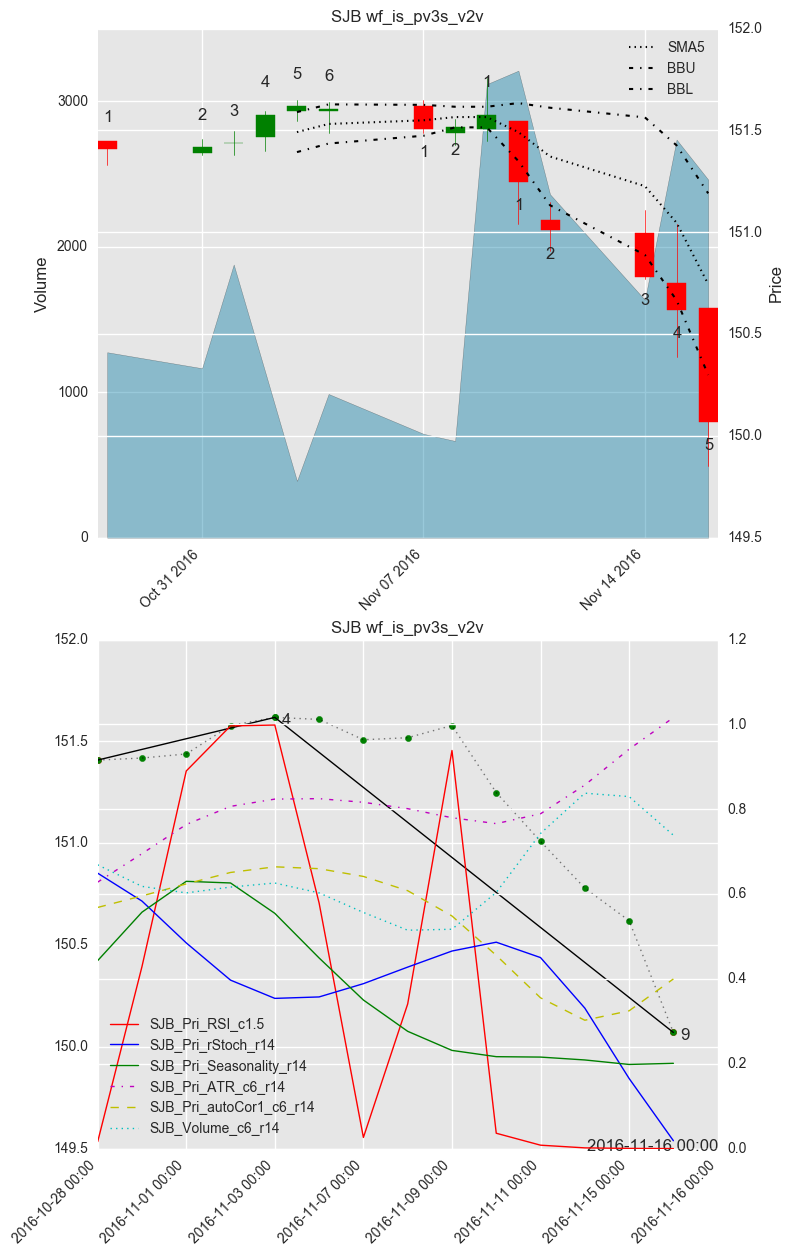 SJB wf_is_pv3s_v2v
152.0
SMA5
BBU
BBL
3000
151.5
1 2 3 4 5 6 1 2 1
1 2
2000
151.0
Volume
Price
3
4
150.5
1000
150.0
5
0
149.5
Oct 31 2016
Nov 07 2016
Nov 14 2016
SJB wf_is_pv3s_v2v
152.0
1.2
4
1.0
151.5
0.8
151.0
0.6
150.5
0.4
SJB_Pri_RSI_c1.5
SJB_Pri_rStoch_r14
SJB_Pri_Seasonality_r14
SJB_Pri_ATR_c6_r14
SJB_Pri_autoCor1_c6_r14
SJB_Volume_c6_r14
9
150.0
0.2
2016-11-16 00:00
149.5
0.0
2016-10-28 00:00
2016-11-01 00:00
2016-11-03 00:00
2016-11-07 00:00
2016-11-09 00:00
2016-11-11 00:00
2016-11-15 00:00
2016-11-16 00:00